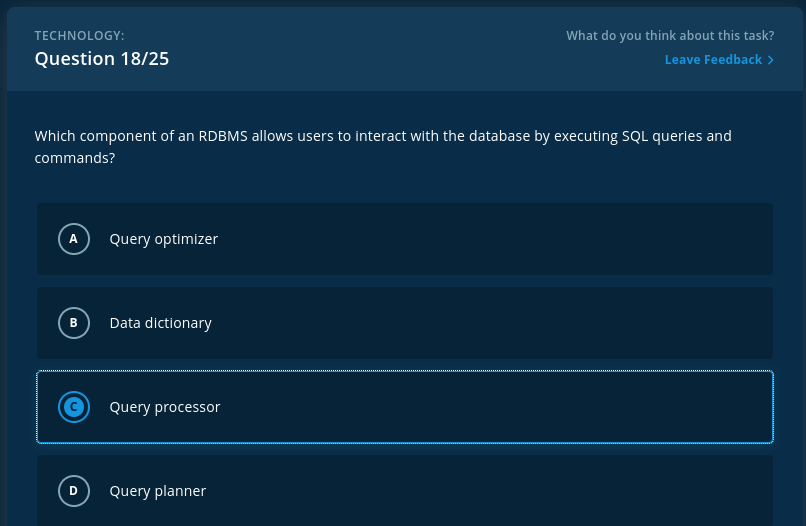 TECHNOLOGY:
Question 18/25
What do you think about this task?
Leave Feedback
Which component of an RDBMS allows users to interact with the database by executing SQL queries and
commands?
A Query optimizer
B Data dictionary
C Query processor
D Query planner